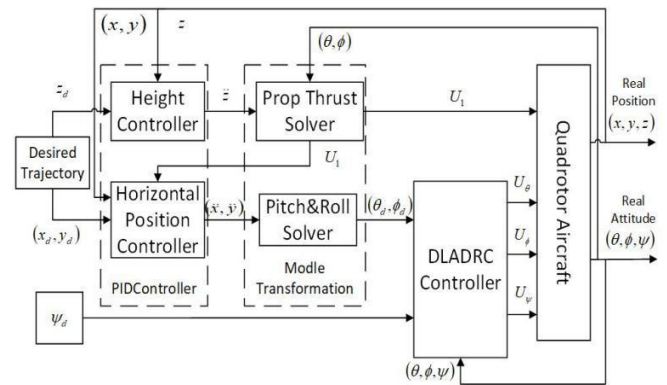 (x, y)
z
(θ,ϕ)
z_d
Height
Controller
z̈
Prop Thrust
Solver
U_1
Real
Position
(x, y, z)
Desired
Trajectory
U_1
Horizontal
Position
Controller
(ẍ, ÿ)
Pitch&Roll
Solver
(θ_d,ϕ_d)
(x_d, y_d)
DLADRC
Controller
U_θ
U_ϕ
U_ψ
Quadrotor Aircraft
Real
Attitude
(θ,ϕ,ψ)
PIDController
Modle
Transformation
ψ_d
(θ,ϕ,ψ)